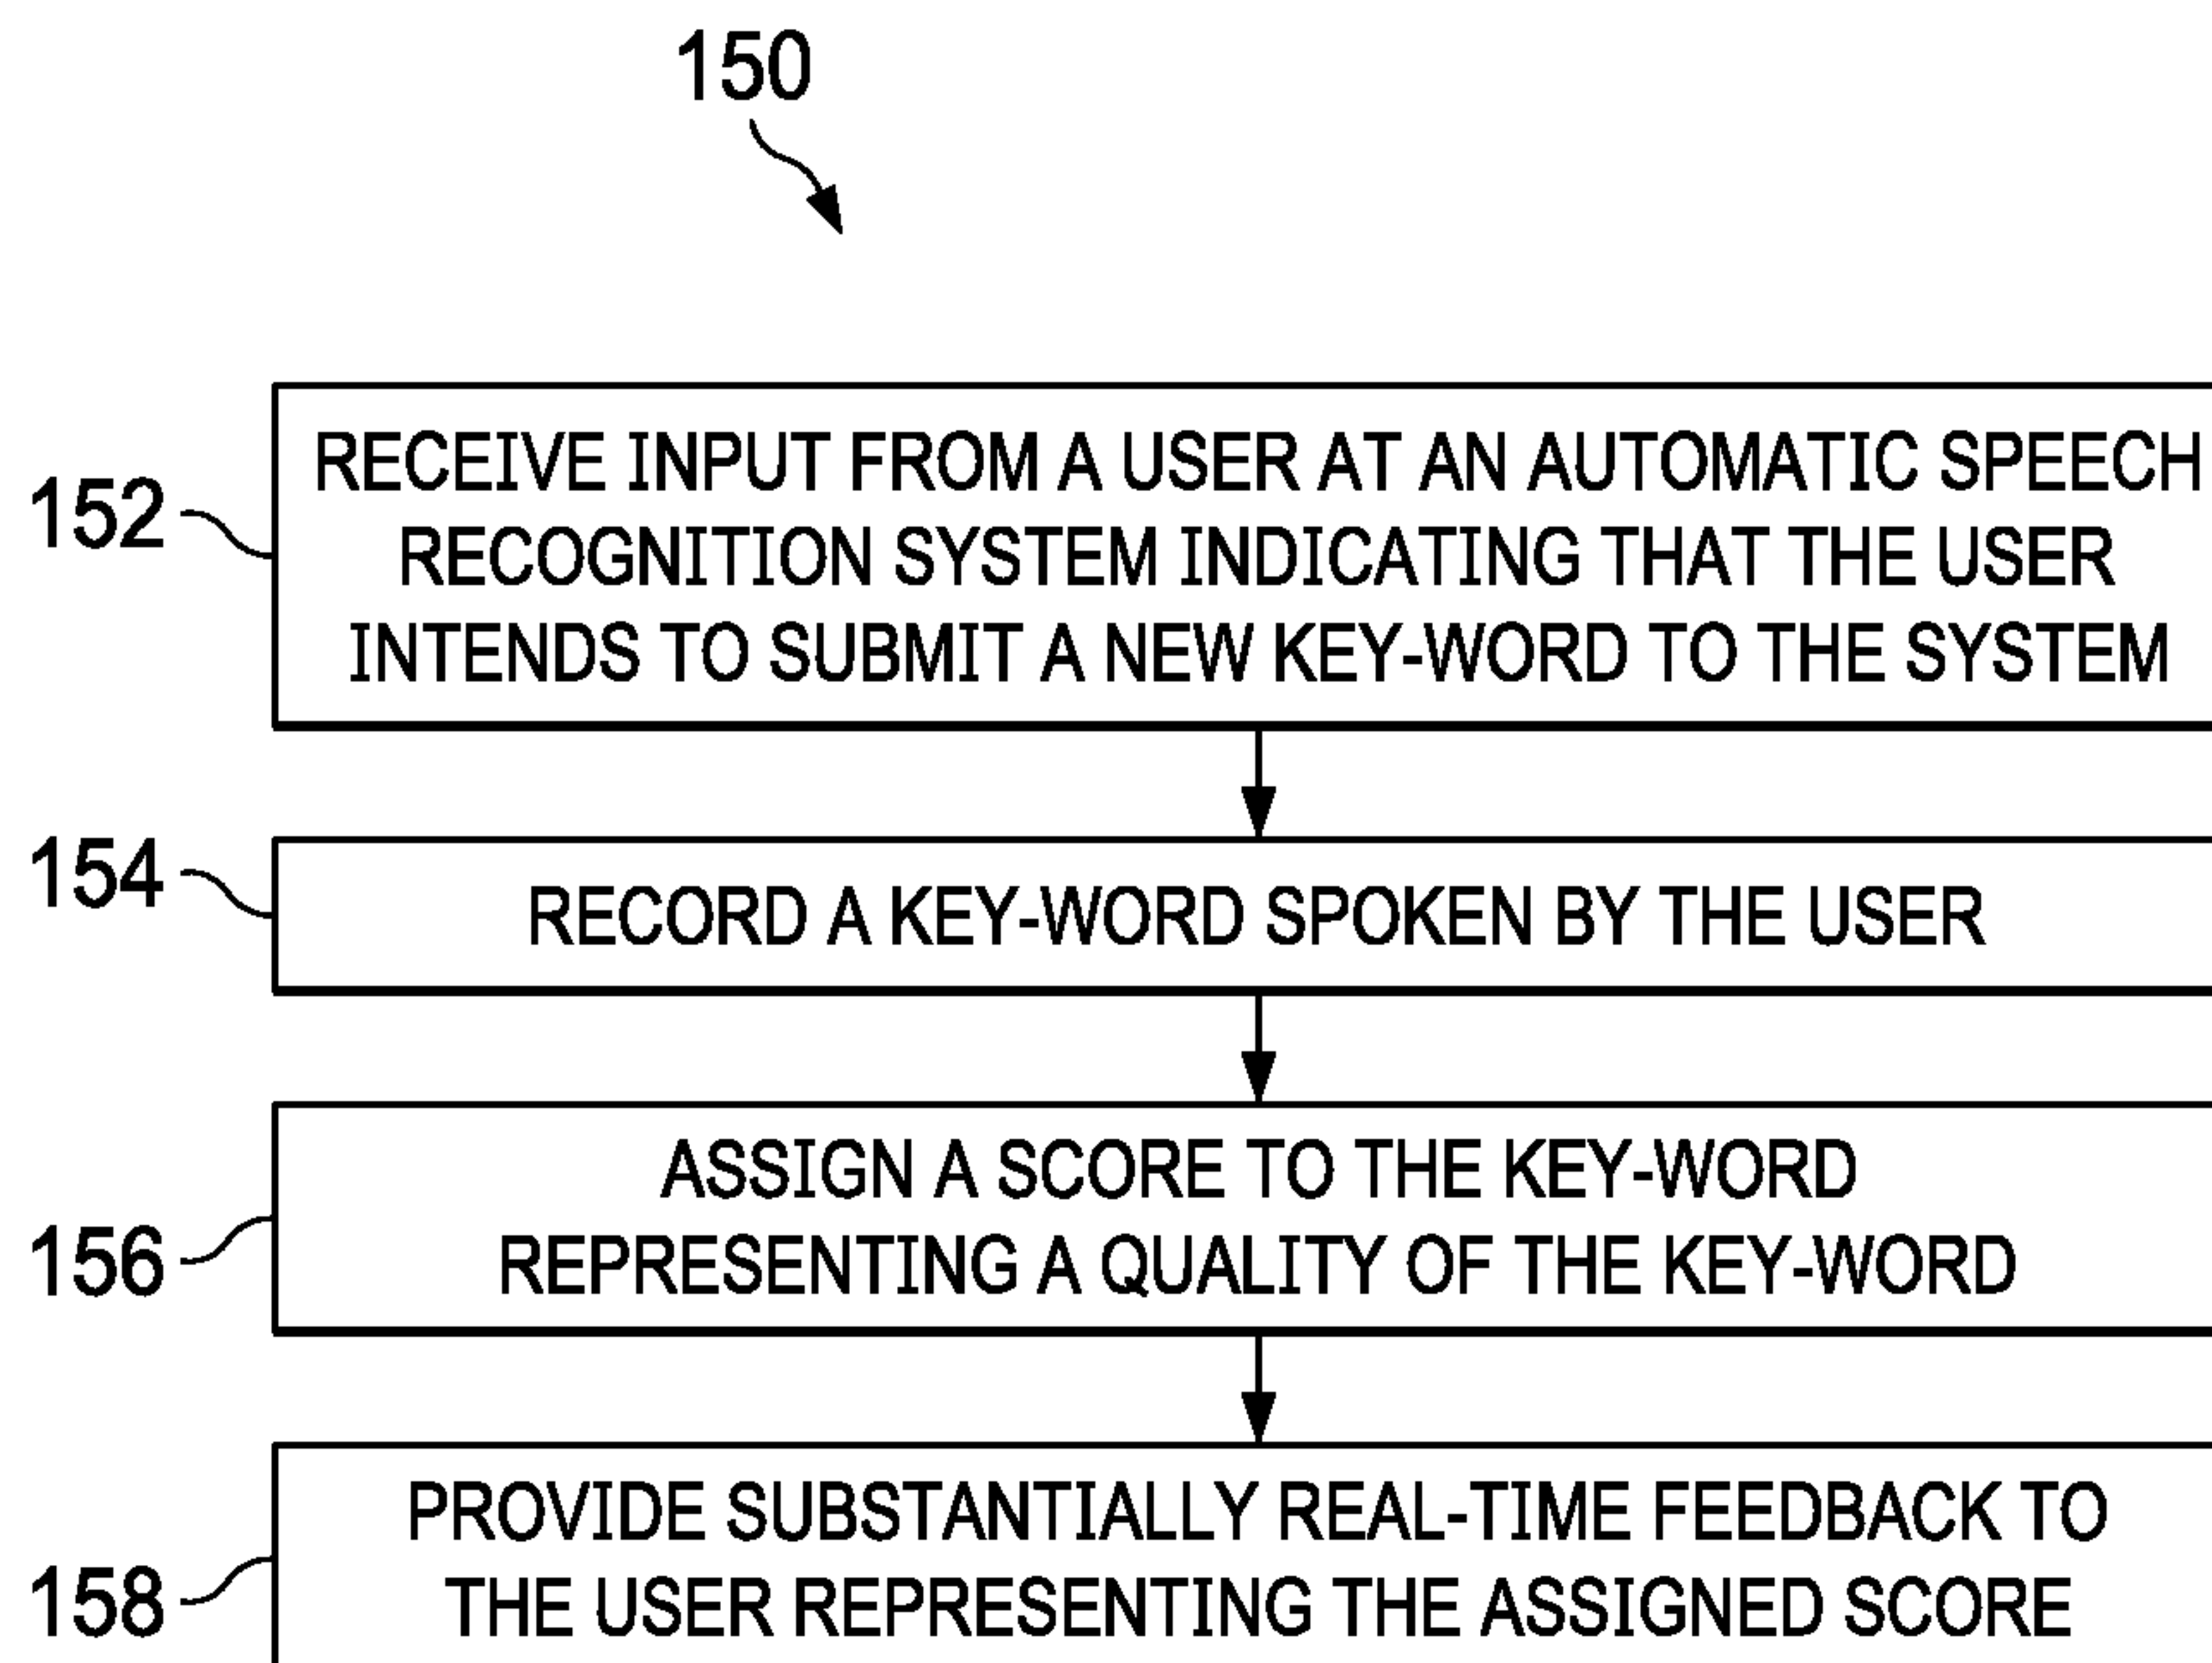 150
152
RECEIVE INPUT FROM A USER AT AN AUTOMATIC SPEECH
RECOGNITION SYSTEM INDICATING THAT THE USER
INTENDS TO SUBMIT A NEW KEY-WORD TO THE SYSTEM
154
RECORD A KEY-WORD SPOKEN BY THE USER
156
ASSIGN A SCORE TO THE KEY-WORD
REPRESENTING A QUALITY OF THE KEY-WORD
158
PROVIDE SUBSTANTIALLY REAL-TIME FEEDBACK TO
THE USER REPRESENTING THE ASSIGNED SCORE